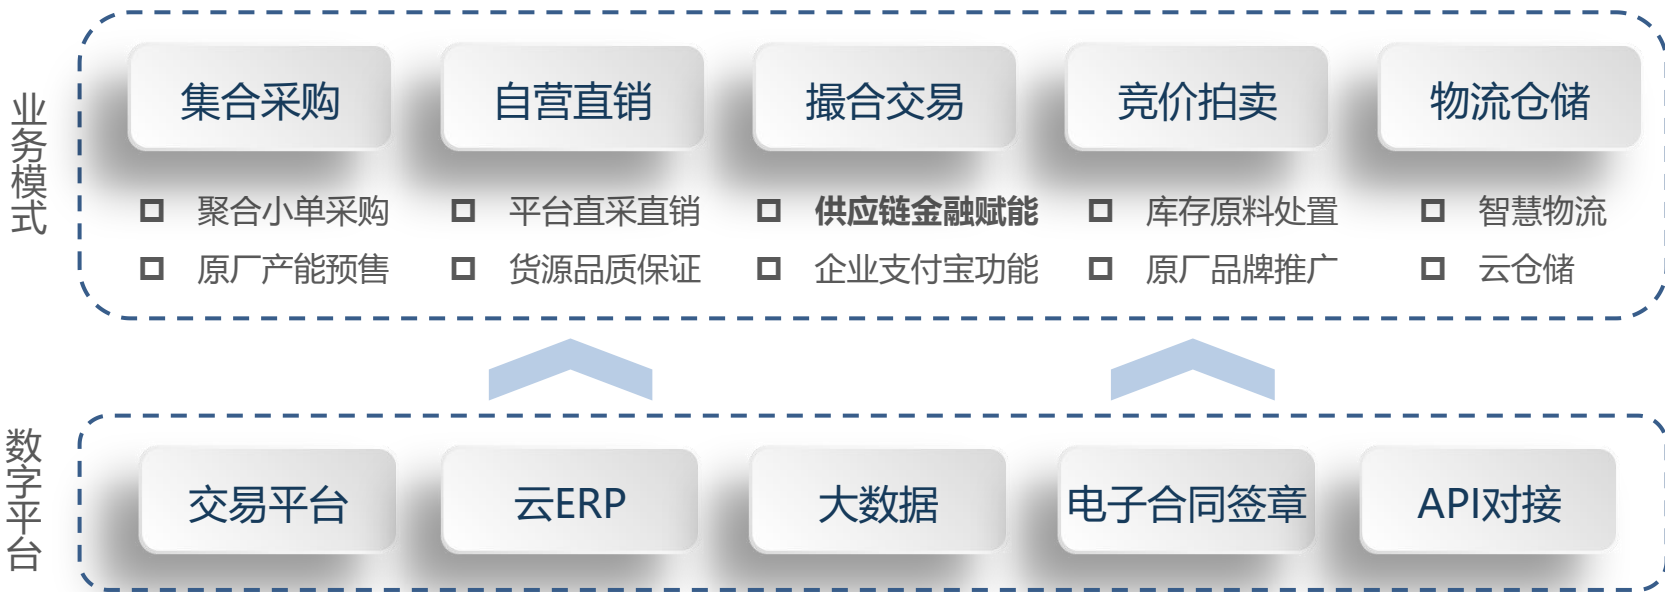 业务模式
集合采购 自营直销 撮合交易 竞价拍卖 物流仓储
聚合小单采购 平台直采直销 供应链金融赋能 库存原料处置 智慧物流
原厂产能预售 货源品质保证 企业支付宝功能 原厂品牌推广 云仓储
数字平台
交易平台 云ERP 大数据 电子合同签章 API对接